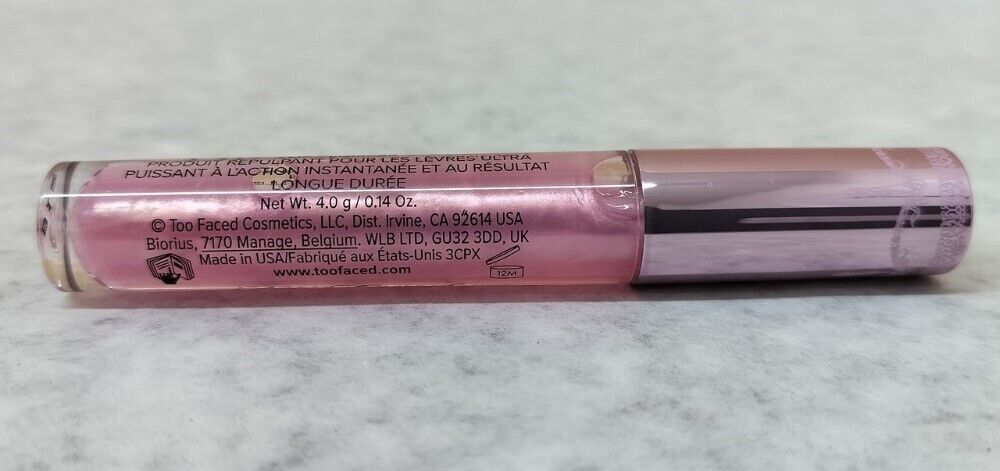 PRODUIT REPULPANT POUR LES LÈVRES ULTRA
PUISSANT À L'ACTION INSTANTANÉE ET AU RÉSULTAT
LONGUE DURÉE
Net Wt. 4.0 g / 0.14 Oz.
© Too Faced Cosmetics, LLC, Dist. Irvine, CA 92614 USA
Biorius, 7170 Manage, Belgium. WLB LTD, GU32 3DD, UK
Made in USA/Fabriqué aux États-Unis 3CPX
www.toofaced.com
12M